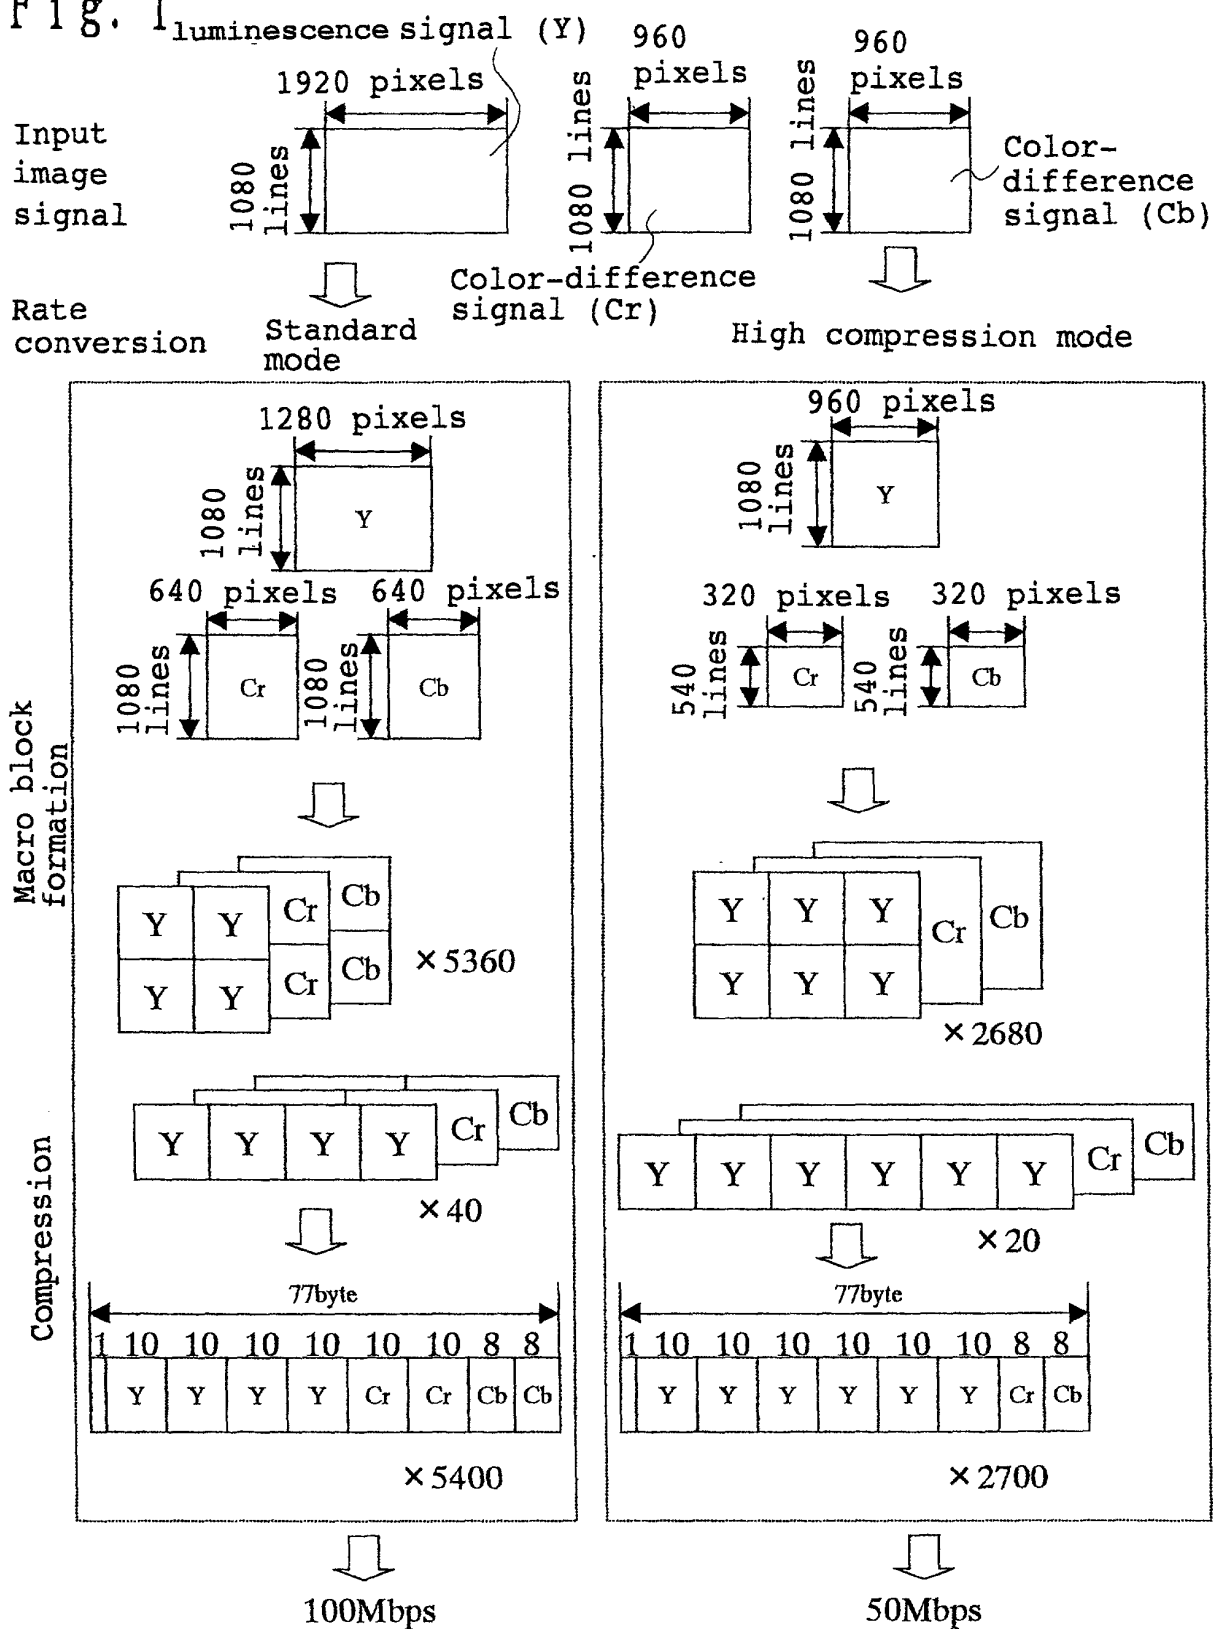 Fig. 1
luminescence signal (Y)
1920 pixels
960
pixels
960
pixels
Input
image
signal
1080
lines
1080 lines
1080 lines
Color-
difference
signal (Cb)
Color-difference
signal (Cr)
Rate
conversion
Standard
mode
High compression mode
1280 pixels
1080
lines
Y
640 pixels
640 pixels
1080
lines
Cr
1080
lines
Cb
960 pixels
1080
lines
Y
320 pixels
320 pixels
540
lines
Cr
540
lines
Cb
Macro block
formation
Y Y Cr Cb
Y Y Cr Cb
×5360
Y Y Y Cr Cb
Y Y Y
×2680
Compression
Y Y Y Y Cr Cb
×40
Y Y Y Y Y Y Cr Cb
×20
77byte
1 10 10 10 10 10 10 8 8
Y Y Y Y Cr Cr Cb Cb
×5400
77byte
1 10 10 10 10 10 10 8 8
Y Y Y Y Y Y Cr Cb
×2700
100Mbps
50Mbps